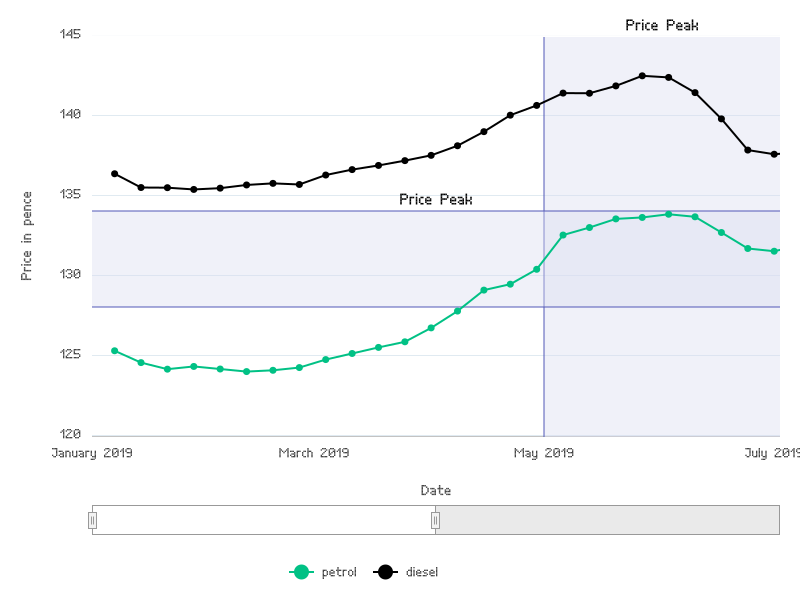 Price Peak
145
140
135
Price Peak
130
125
120
Price in pence
January 2019
March 2019
May 2019
July 2019
Date
petrol
diesel